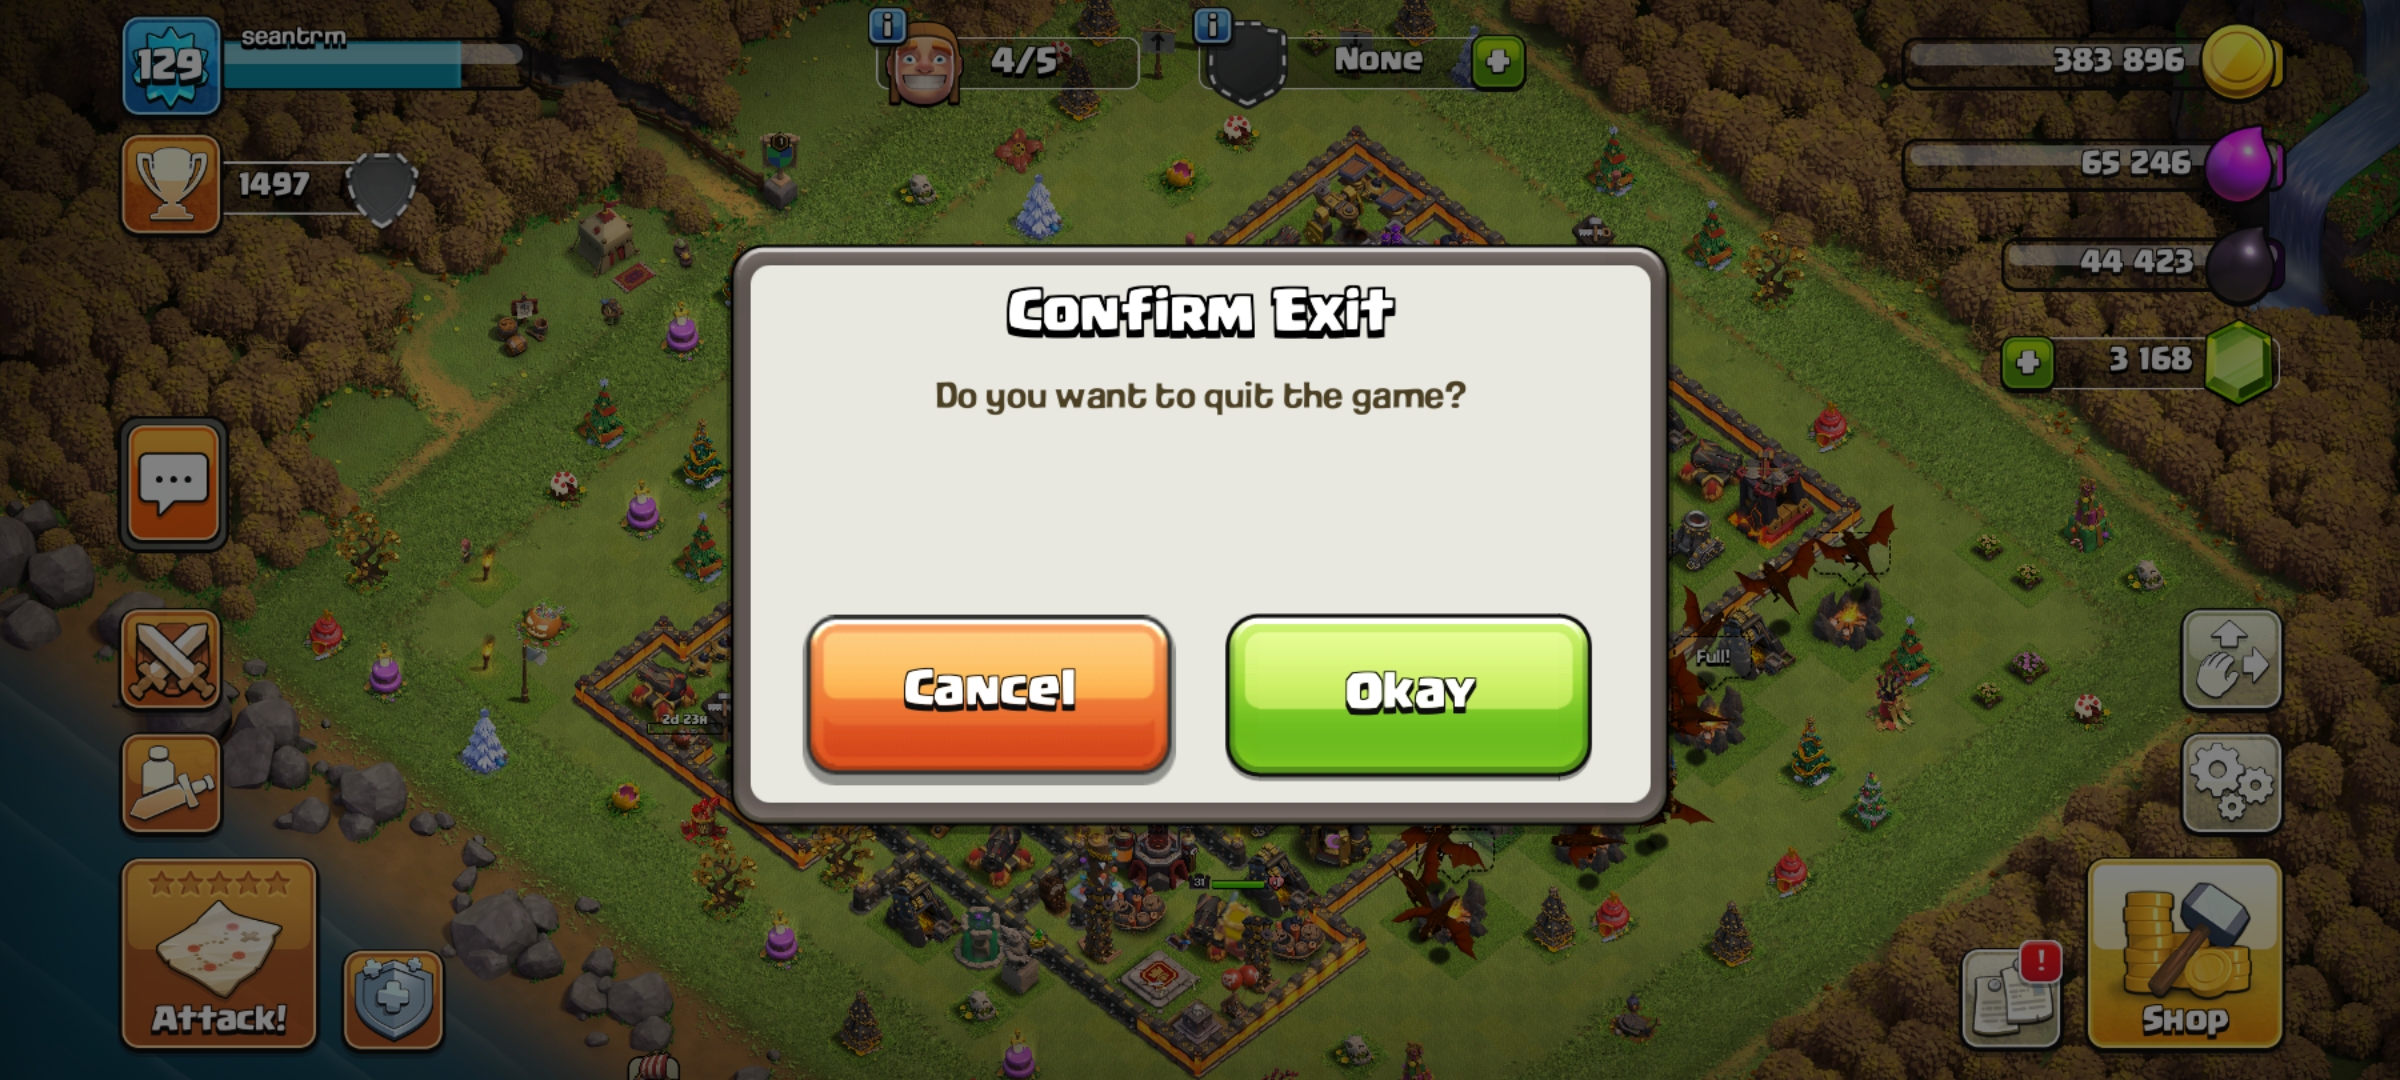 129
seantrm
i
4/5
i
None
383 896
1497
65 246
44 423
3 168
Confirm Exit
Do you want to quit the game?
Cancel
Okay
Full!
2d 23H
31
Attack!
!
Shop